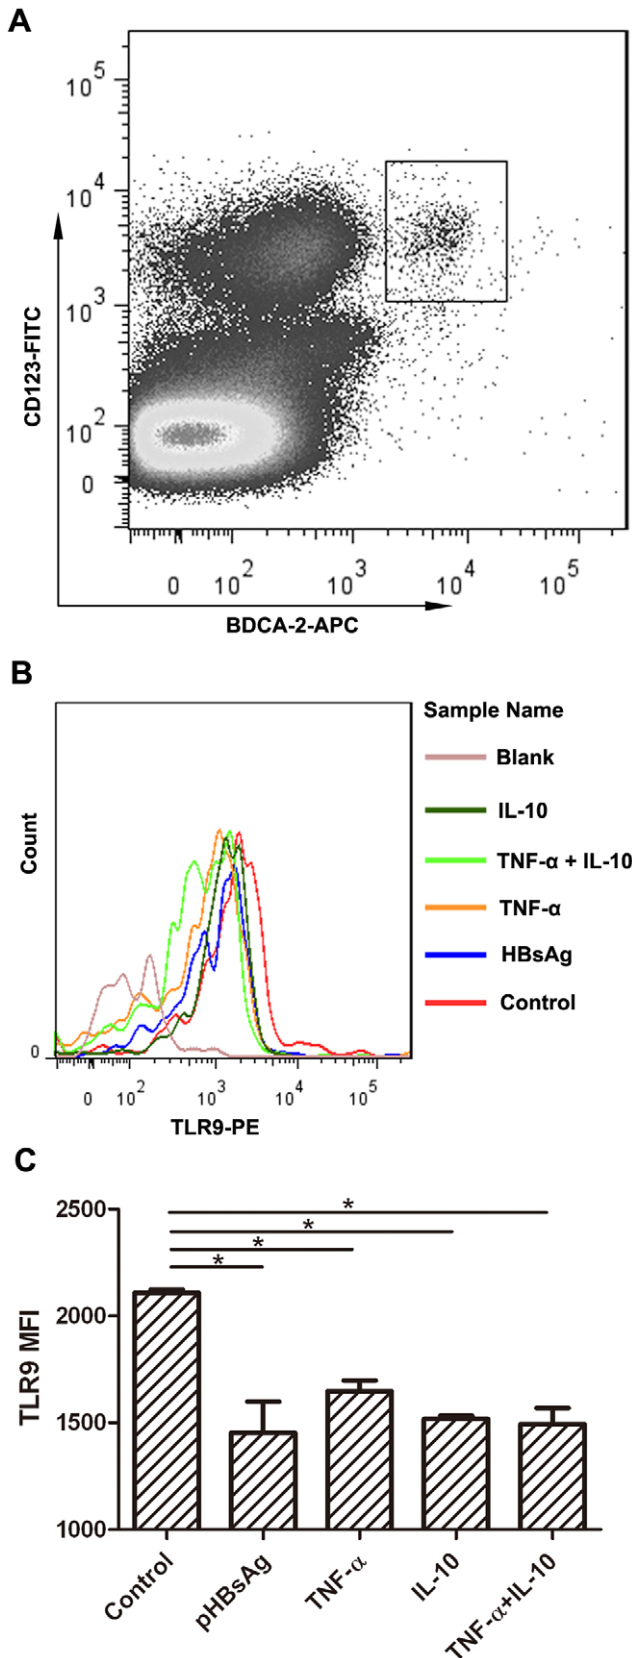 A
10^5
10^4
10^3
10^2
0
CD123-FITC
0 10^2 10^3 10^4 10^5
BDCA-2-APC
B
Sample Name
Blank
IL-10
TNF-α + IL-10
TNF-α
HBsAg
Control
Count
0
0 10^2 10^3 10^4 10^5
TLR9-PE
C
2500
2000
1500
1000
TLR9 MFI
*
*
*
*
Control
pHBsAg
TNF-α
IL-10
TNF-α+IL-10